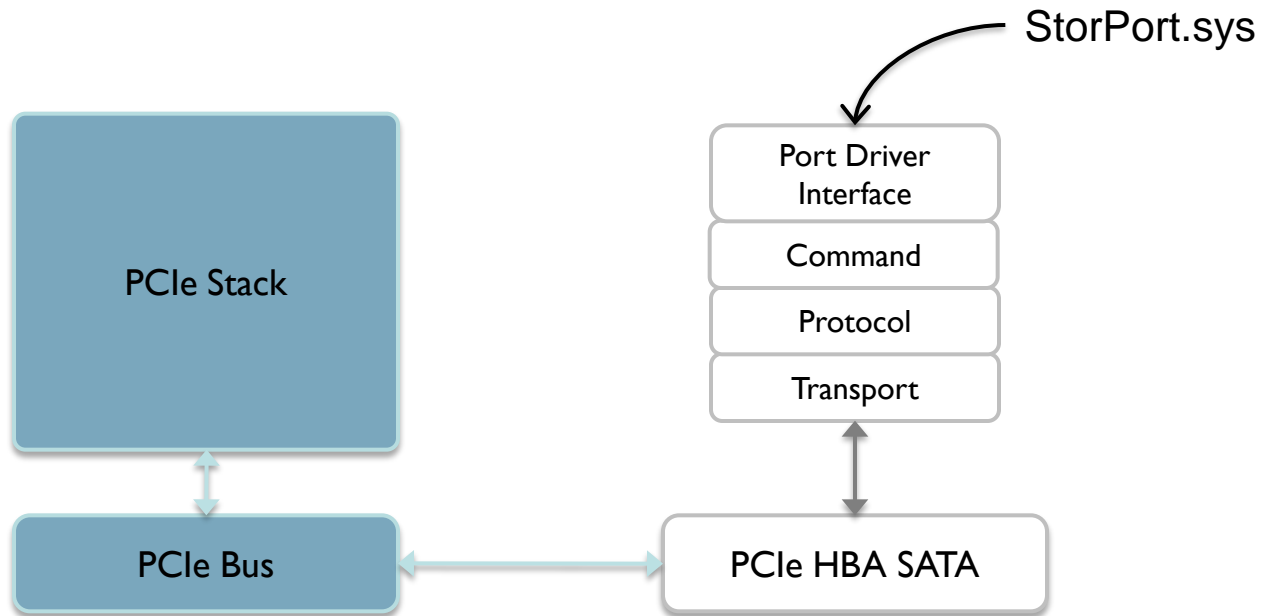 StorPort.sys
Port Driver
Interface
Command
PCIe Stack
Protocol
Transport
PCIe Bus
PCIe HBA SATA